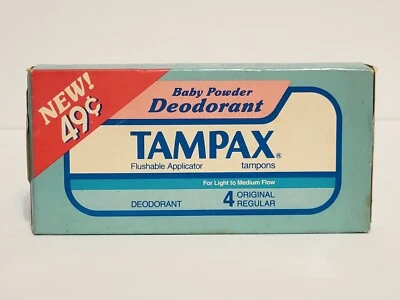 NEW!
49¢
Baby Powder
Deodorant
TAMPAX®
Flushable Applicator tampons
For Light to Medium Flow
DEODORANT 4 ORIGINAL
REGULAR